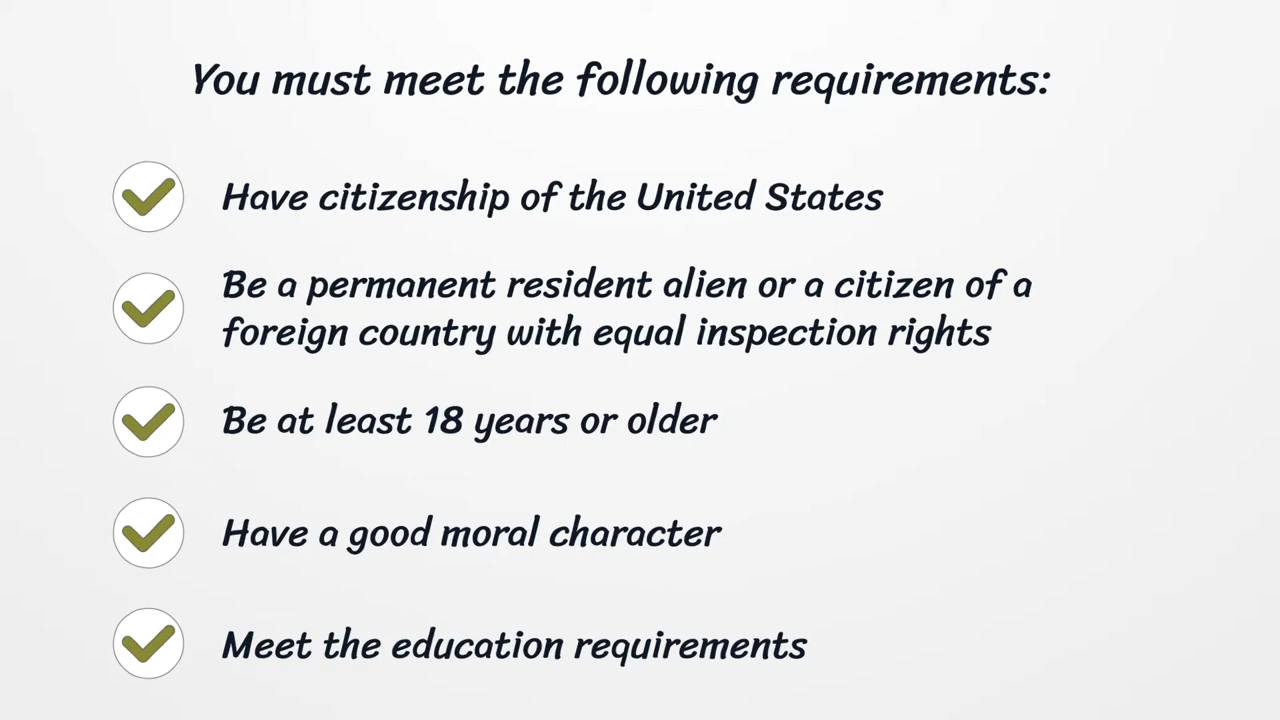 You must meet the following requirements:
Have citizenship of the United States
Be a permanent resident alien or a citizen of a
foreign country with equal inspection rights
Be at least 18 years or older
Have a good moral character
Meet the education requirements